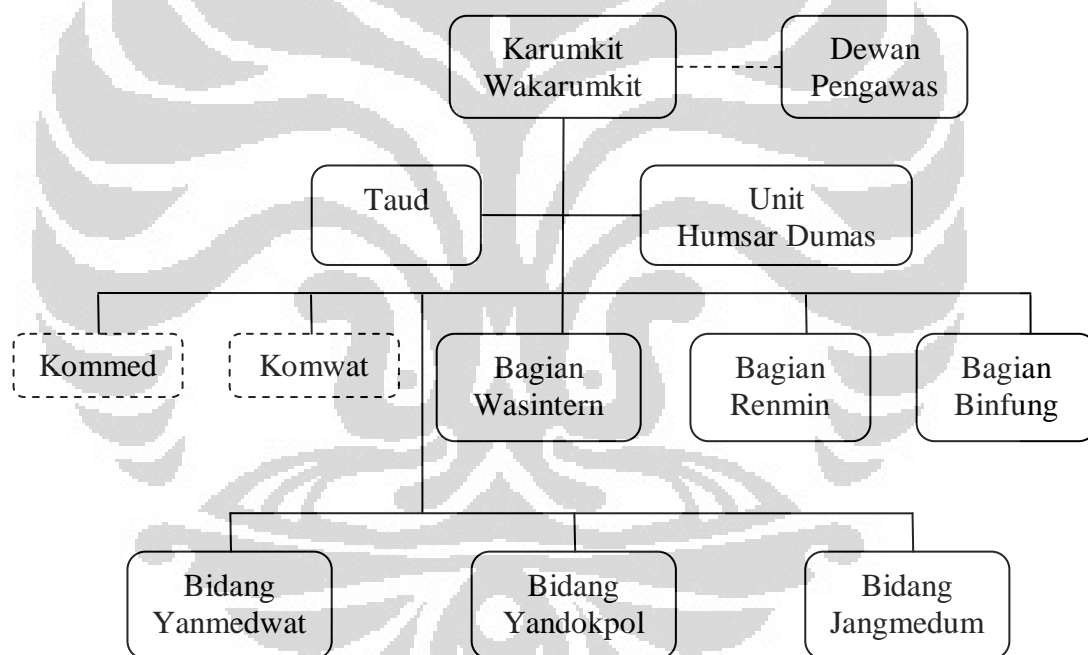 Karumkit
Wakarumkit
Dewan
Pengawas
Taud
Unit
Humsar Dumas
Kommed
Komwat
Bagian
Wasintern
Bagian
Renmin
Bagian
Binfung
Bidang
Yanmedwat
Bidang
Yandokpol
Bidang
Jangmedum